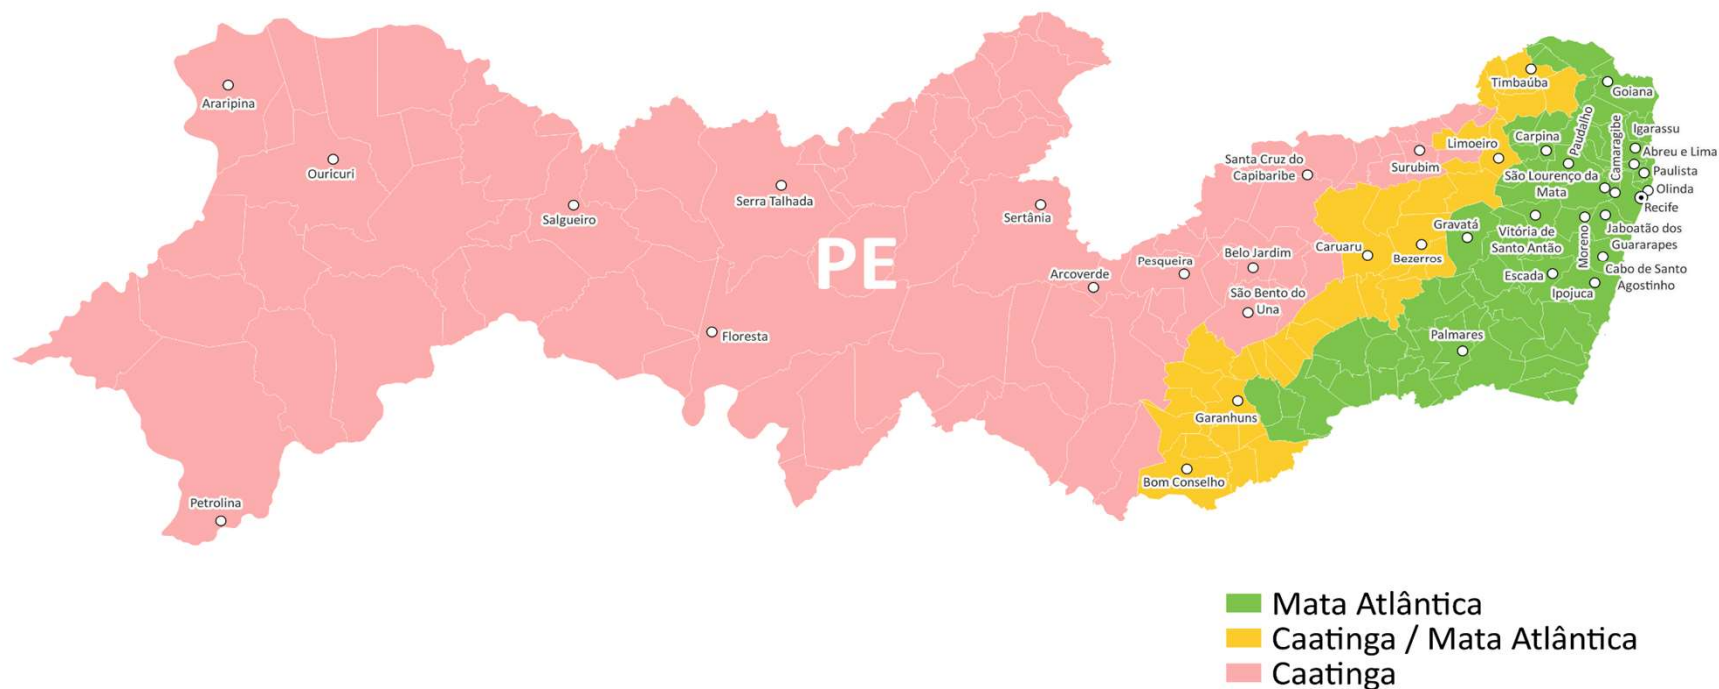 Araripina
Ouricuri
Salgueiro
Serra Talhada
PE
Sertânia
Floresta
Petrolina
Arcoverde
Pesqueira
Belo Jardim
São Bento do
Una
Santa Cruz do
Capibaribe
Surubim
Limoeiro
Timbaúba
Caruaru
Bezerros
Gravatá
Garanhuns
Bom Conselho
Palmares
Carpina
Paudalho
Camaragibe
São Lourenço da
Mata
Vitória de
Santo Antão
Moreno
Escada
Ipojuca
Goiana
Igarassu
Abreu e Lima
Paulista
Olinda
Recife
Jaboatão dos
Guararapes
Cabo de Santo
Agostinho
Mata Atlântica
Caatinga / Mata Atlântica
Caatinga